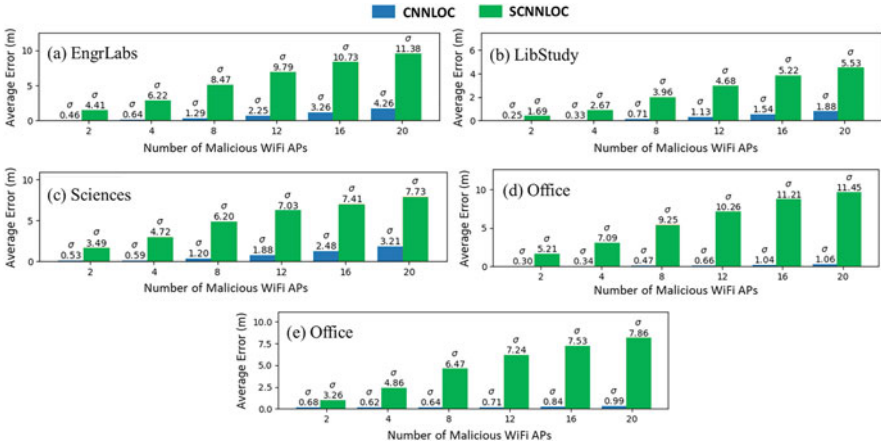 CNNLOC SCNNLOC
(a) EngrLabs
Average Error (m)
10
5
0
σ 0.46 σ 4.41 σ 0.64 σ 6.22 σ 1.29 σ 8.47 σ 2.25 σ 9.79 σ 3.26 σ 10.73 σ 4.26 σ 11.38
2 4 8 12 16 20
Number of Malicious WiFi APs
(b) LibStudy
Average Error (m)
6
4
2
0
σ 0.25 σ 1.69 σ 0.33 σ 2.67 σ 0.71 σ 3.96 σ 1.13 σ 4.68 σ 1.54 σ 5.22 σ 1.88 σ 5.53
2 4 8 12 16 20
Number of Malicious WiFi APs
(c) Sciences
Average Error (m)
10
5
0
σ 0.53 σ 3.49 σ 0.59 σ 4.72 σ 1.20 σ 6.20 σ 1.88 σ 7.03 σ 2.48 σ 7.41 σ 3.21 σ 7.73
2 4 8 12 16 20
Number of Malicious WiFi APs
(d) Office
Average Error (m)
10
5
0
σ 0.30 σ 5.21 σ 0.34 σ 7.09 σ 0.47 σ 9.25 σ 0.66 σ 10.26 σ 1.04 σ 11.21 σ 1.06 σ 11.45
2 4 8 12 16 20
Number of Malicious WiFi APs
(e) Office
Average Error (m)
10.0
7.5
5.0
2.5
0.0
σ 0.68 σ 3.26 σ 0.62 σ 4.86 σ 0.64 σ 6.47 σ 0.71 σ 7.24 σ 0.84 σ 7.53 σ 0.99 σ 7.86
2 4 8 12 16 20
Number of Malicious WiFi APs